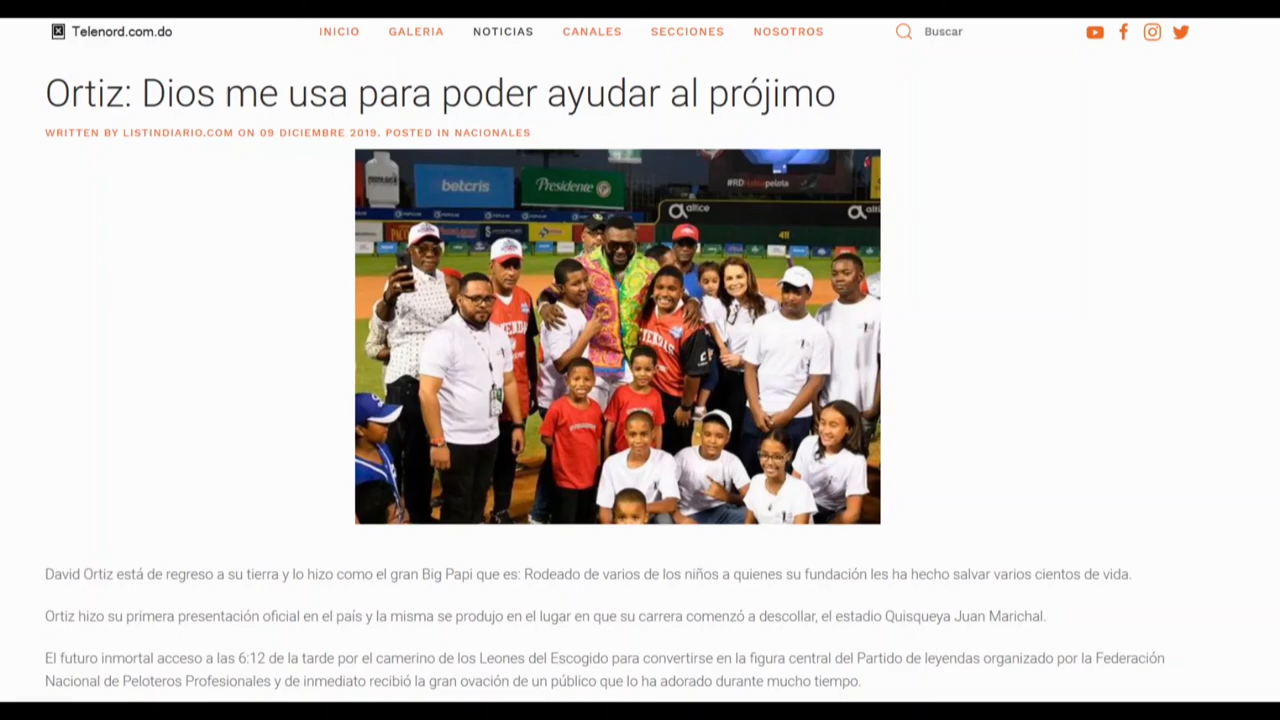 Telenord.com.do
INICIO GALERIA NOTICIAS CANALES SECCIONES NOSOTROS Buscar
Ortiz: Dios me usa para poder ayudar al prójimo
WRITTEN BY LISTINDIARIO.COM ON 09 DICIEMBRE 2019. POSTED IN NACIONALES
betcris
Presidente
#RD pelota
altice
alti
411
David Ortiz está de regreso a su tierra y lo hizo como el gran Big Papi que es: Rodeado de varios de los niños a quienes su fundación les ha hecho salvar varios cientos de vida.
Ortiz hizo su primera presentación oficial en el país y la misma se produjo en el lugar en que su carrera comenzó a descollar, el estadio Quisqueya Juan Marichal.
El futuro inmortal acceso a las 6:12 de la tarde por el camerino de los Leones del Escogido para convertirse en la figura central del Partido de leyendas organizado por la Federación
Nacional de Peloteros Profesionales y de inmediato recibió la gran ovación de un público que lo ha adorado durante mucho tiempo.